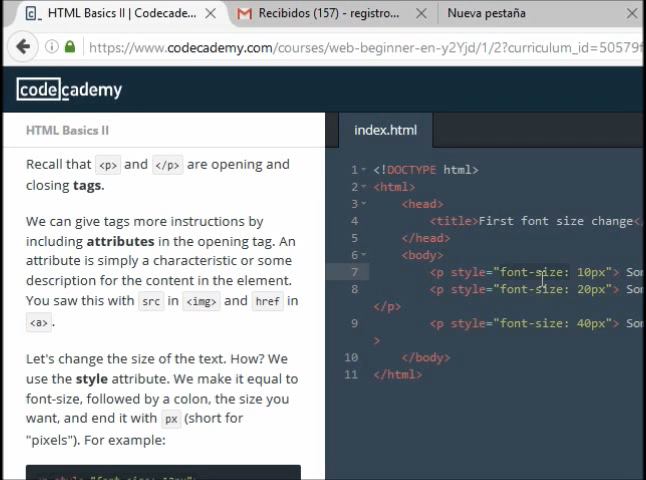 HTML Basics II | Codecade...
Recibidos (157) - registro...
Nueva pestaña
https://www.codecademy.com/courses/web-beginner-en-y2Yjd/1/2?curriculum_id=50579f
codecademy
HTML Basics II
Recall that <p> and </p> are opening and
closing tags.
We can give tags more instructions by
including attributes in the opening tag. An
attribute is simply a characteristic or some
description for the content in the element.
You saw this with src in <img> and href in
<a>.
Let's change the size of the text. How? We
use the style attribute. We make it equal to
font-size, followed by a colon, the size you
want, and end it with px (short for
"pixels"). For example:
index.html
1 <!DOCTYPE html>
2 <html>
3 <head>
4 <title>First font size change<
5 </head>
6 <body>
7 <p style="font-size: 10px"> So
8 <p style="font-size: 20px"> So
</p>
9 <p style="font-size: 40px"> So
>
10 </body>
11 </html>